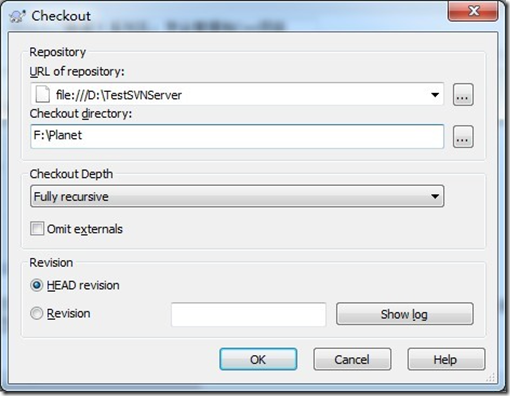 Checkout
Repository
URL of repository:
file:///D:\TestSVNServer
...
Checkout directory:
F:\Planet
...
Checkout Depth
Fully recursive
Omit externals
Revision
HEAD revision
Revision
Show log
OK Cancel Help